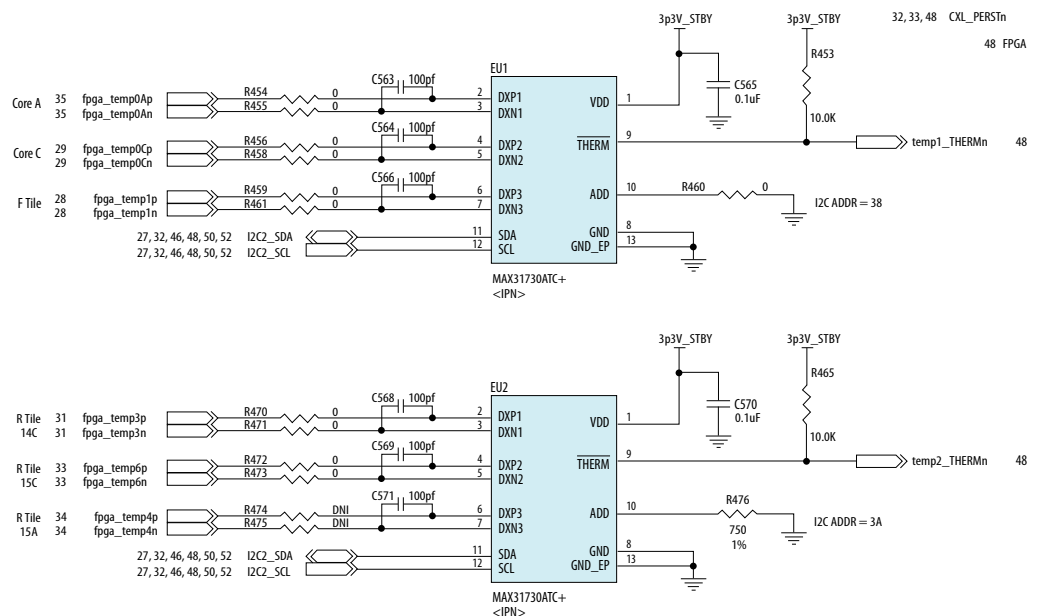 3p3V_STBY
3p3V_STBY
32, 33, 48 CXL_PERSTn
48 FPGA
R453
EU1
C563 100pf
C565
0.1uF
Core A 35 fpga_temp0Ap R454 0 2 DXP1 VDD 1
35 fpga_temp0An R455 3 DXN1
10.0K
C564 100pf
Core C 29 fpga_temp0Cp R456 0 4 DXP2 THERM 9 temp1_THERMn 48
29 fpga_temp0Cn R458 5 DXN2
C566 100pf
F Tile 28 fpga_temp1p R459 0 6 DXP3 ADD 10 R460 0
28 fpga_temp1n R461 0 7 DXN3
I2C ADDR = 38
27, 32, 46, 48, 50, 52 I2C2_SDA 11 SDA GND 8
27, 32, 46, 48, 50, 52 I2C2_SCL 12 SCL GND_EP 13
MAX31730ATC+
<IPN>
3p3V_STBY
3p3V_STBY
R465
EU2
C568 100pf
C570
0.1uF
R Tile 31 fpga_temp3p R470 0 2 DXP1 VDD 1
14C 31 fpga_temp3n R471 0 3 DXN1
10.0K
C569 100pf
R Tile 33 fpga_temp6p R472 0 4 DXP2 THERM 9 temp2_THERMn 48
15C 33 fpga_temp6n R473 0 5 DXN2
C571 100pf
R Tile 34 fpga_temp4p R474 DNI 6 DXP3 ADD 10 R476
15A 34 fpga_temp4n R475 DNI 7 DXN3
750
1%
I2C ADDR = 3A
27, 32, 46, 48, 50, 52 I2C2_SDA 11 SDA GND 8
27, 32, 46, 48, 50, 52 I2C2_SCL 12 SCL GND_EP 13
MAX31730ATC+
<IPN>